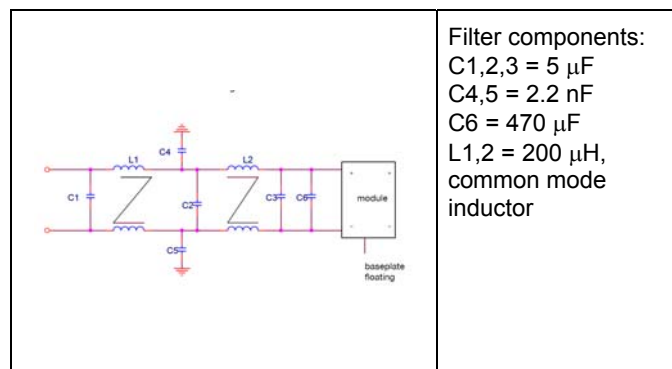 Filter components:
C1,2,3 = 5 μF
C4,5 = 2.2 nF
C6 = 470 μF
L1,2 = 200 μH,
common mode
inductor
C4
L1
L2
C1
C2
C3
C6
module
C5
baseplate
floating